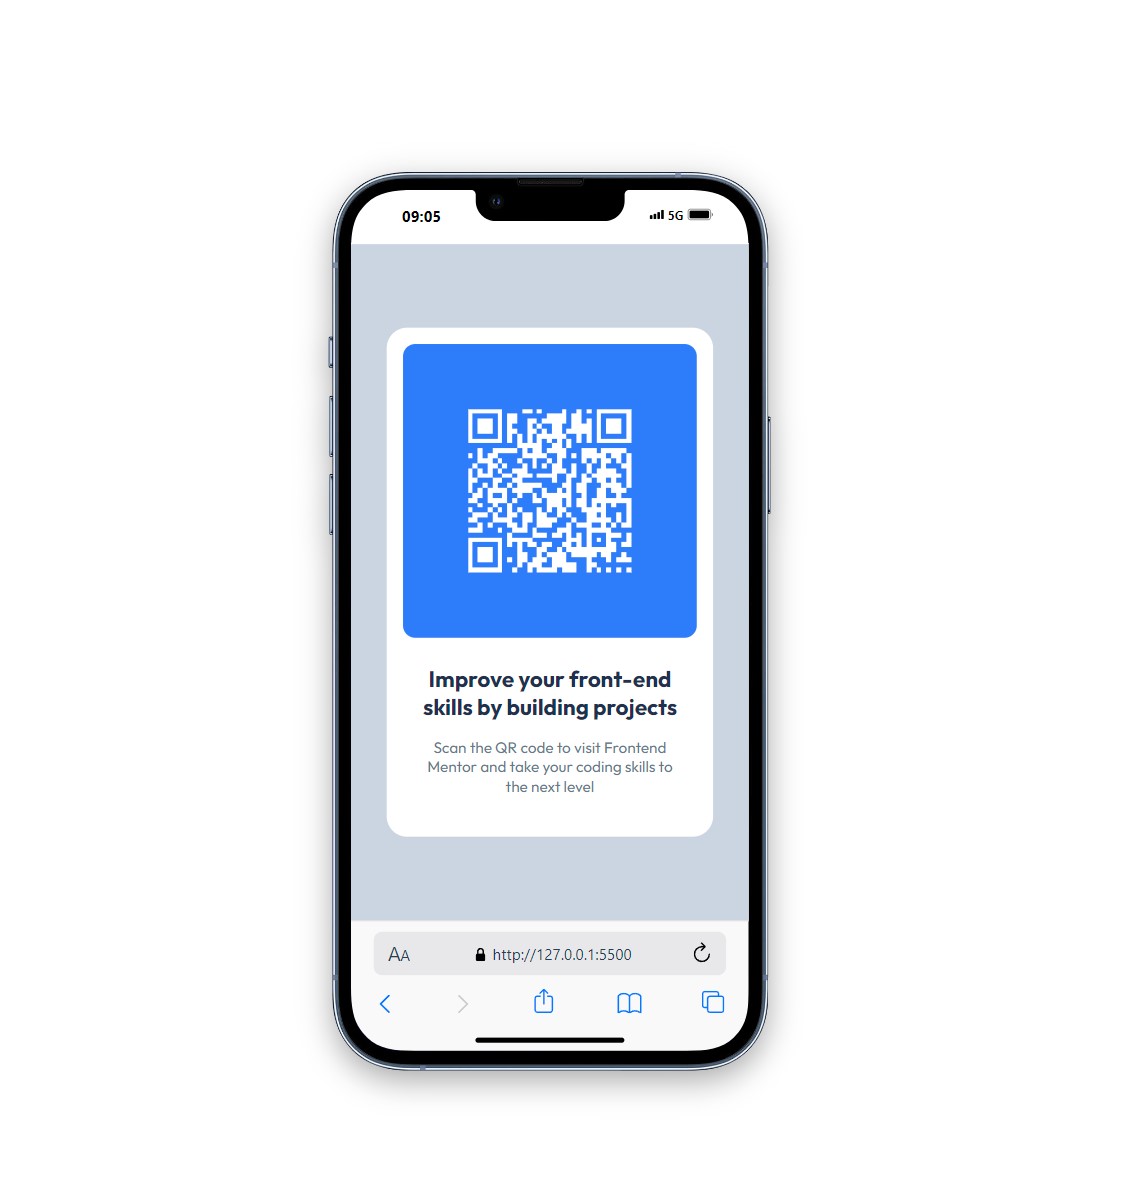 09:05
5G
Improve your front-end
skills by building projects
Scan the QR code to visit Frontend
Mentor and take your coding skills to
the next level
AA
http://127.0.0.1:5500